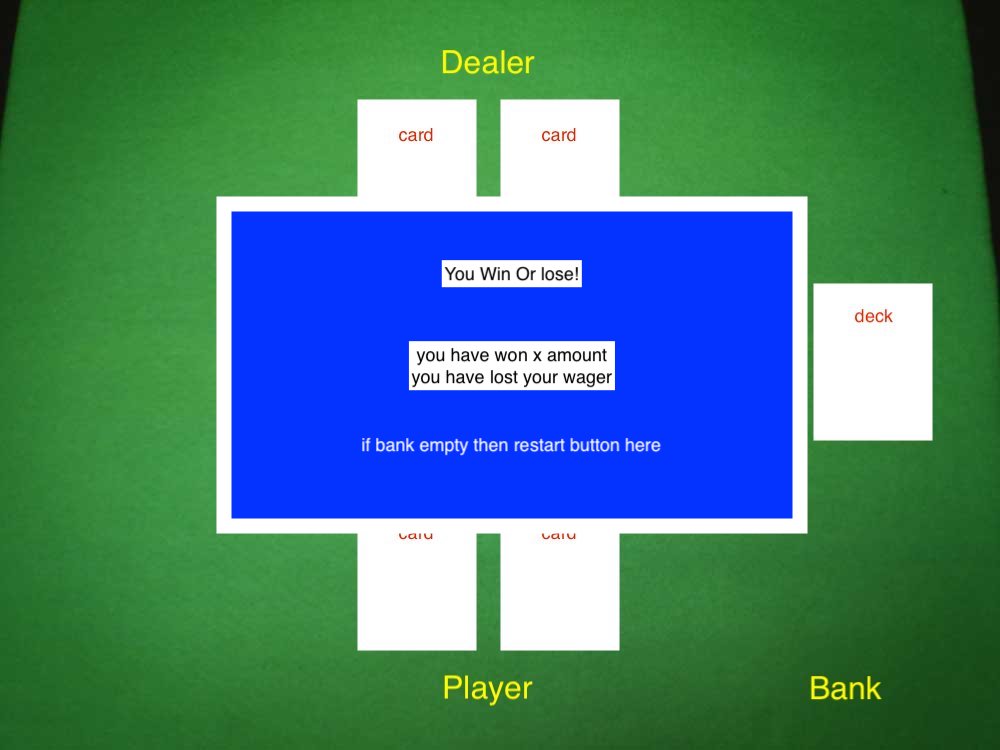 Dealer
card card
You Win Or lose!
deck
you have won x amount
you have lost your wager
if bank empty then restart button here
card card
Player Bank